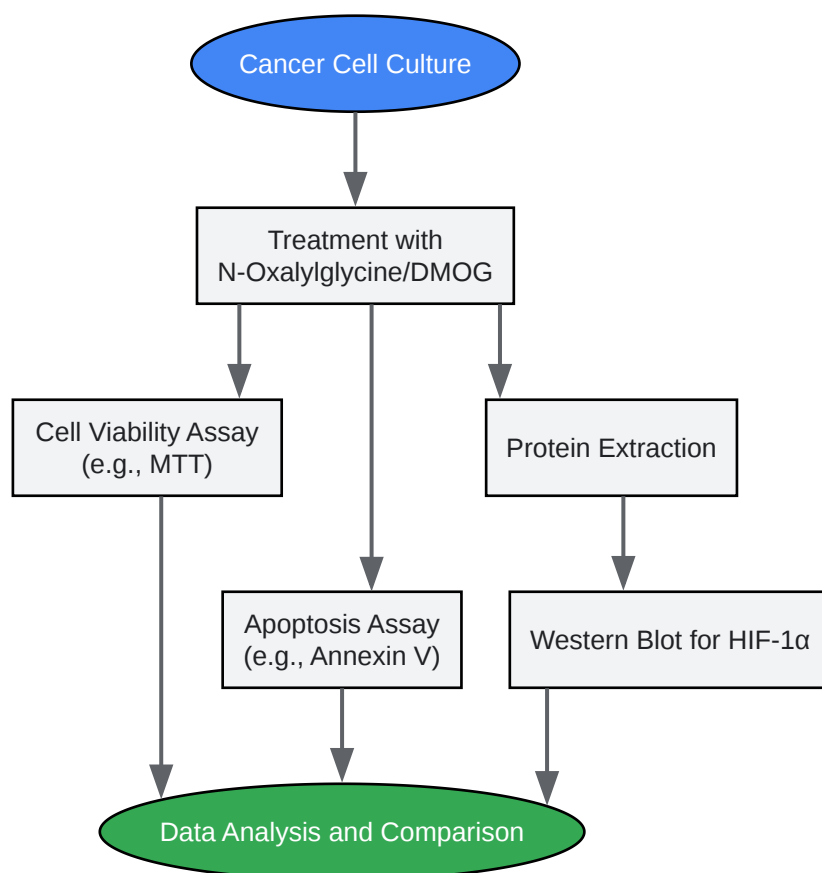 Cancer Cell Culture
Treatment with
N-Oxalylglycine/DMOG
Cell Viability Assay
(e.g., MTT)
Protein Extraction
Apoptosis Assay
(e.g., Annexin V)
Western Blot for HIF-1α
Data Analysis and Comparison